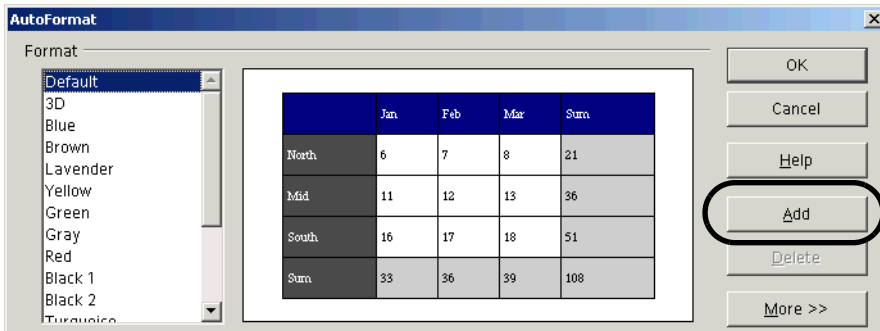 AutoFormat
Format
Default
3D
Blue
Brown
Lavender
Yellow
Green
Gray
Red
Black 1
Black 2
Turquoise
Jan Feb Mar Sum
North 6 7 8 21
Mid 11 12 13 36
South 16 17 18 51
Sum 33 36 39 108
OK
Cancel
Help
Add
Delete
More >>